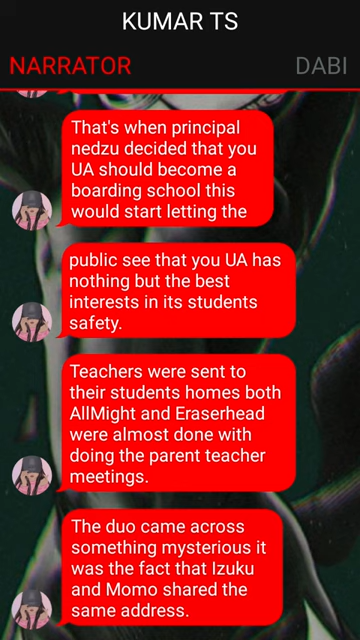 KUMAR TS
NARRATOR
DABI
That's when principal
nedzu decided that you
UA should become a
boarding school this
would start letting the
public see that you UA has
nothing but the best
interests in its students
safety.
Teachers were sent to
their students homes both
AllMight and Eraserhead
were almost done with
doing the parent teacher
meetings.
The duo came across
something mysterious it
was the fact that Izuku
and Momo shared the
same address.